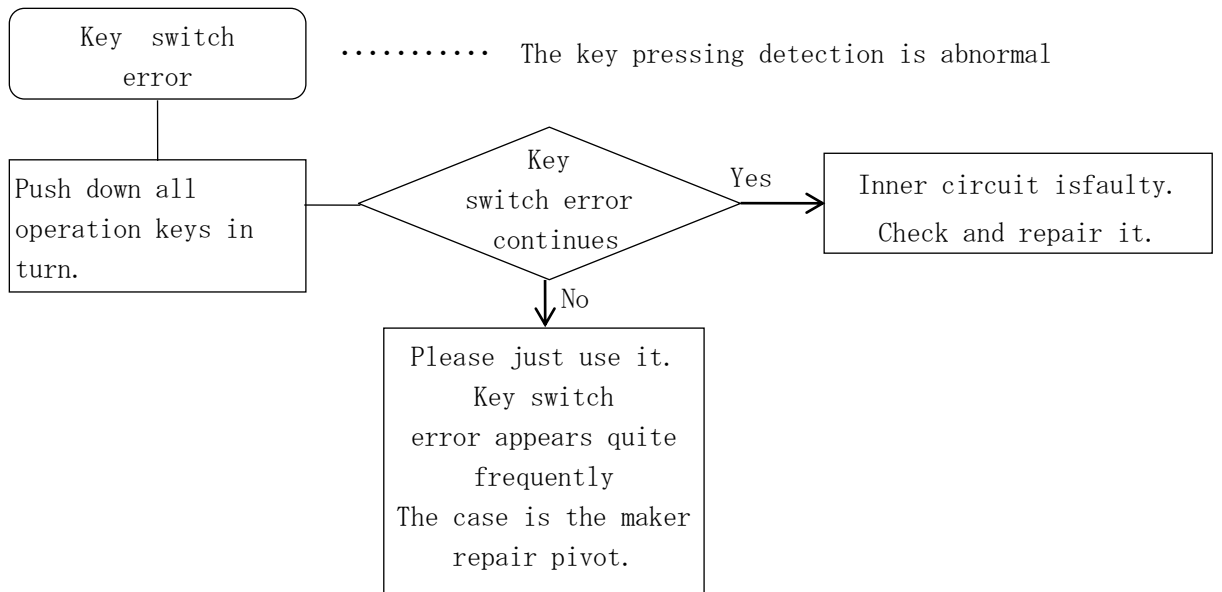 Key switch
error
........... The key pressing detection is abnormal
Push down all
operation keys in
turn.
Key
switch error
continues
Yes
Inner circuit isfaulty.
Check and repair it.
No
Please just use it.
Key switch
error appears quite
frequently
The case is the maker
repair pivot.